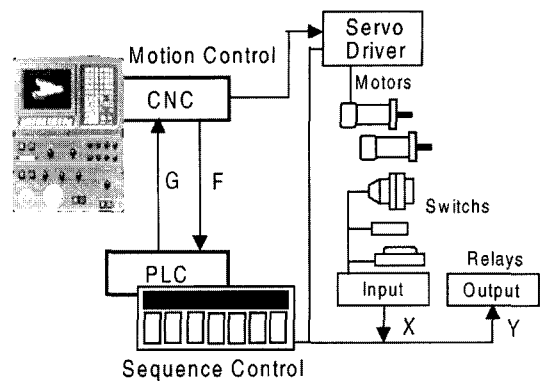 Servo
Driver
Motion Control
CNC
Motors
G
F
Switchs
PLC
Relays
Input
Output
X
Y
Sequence Control